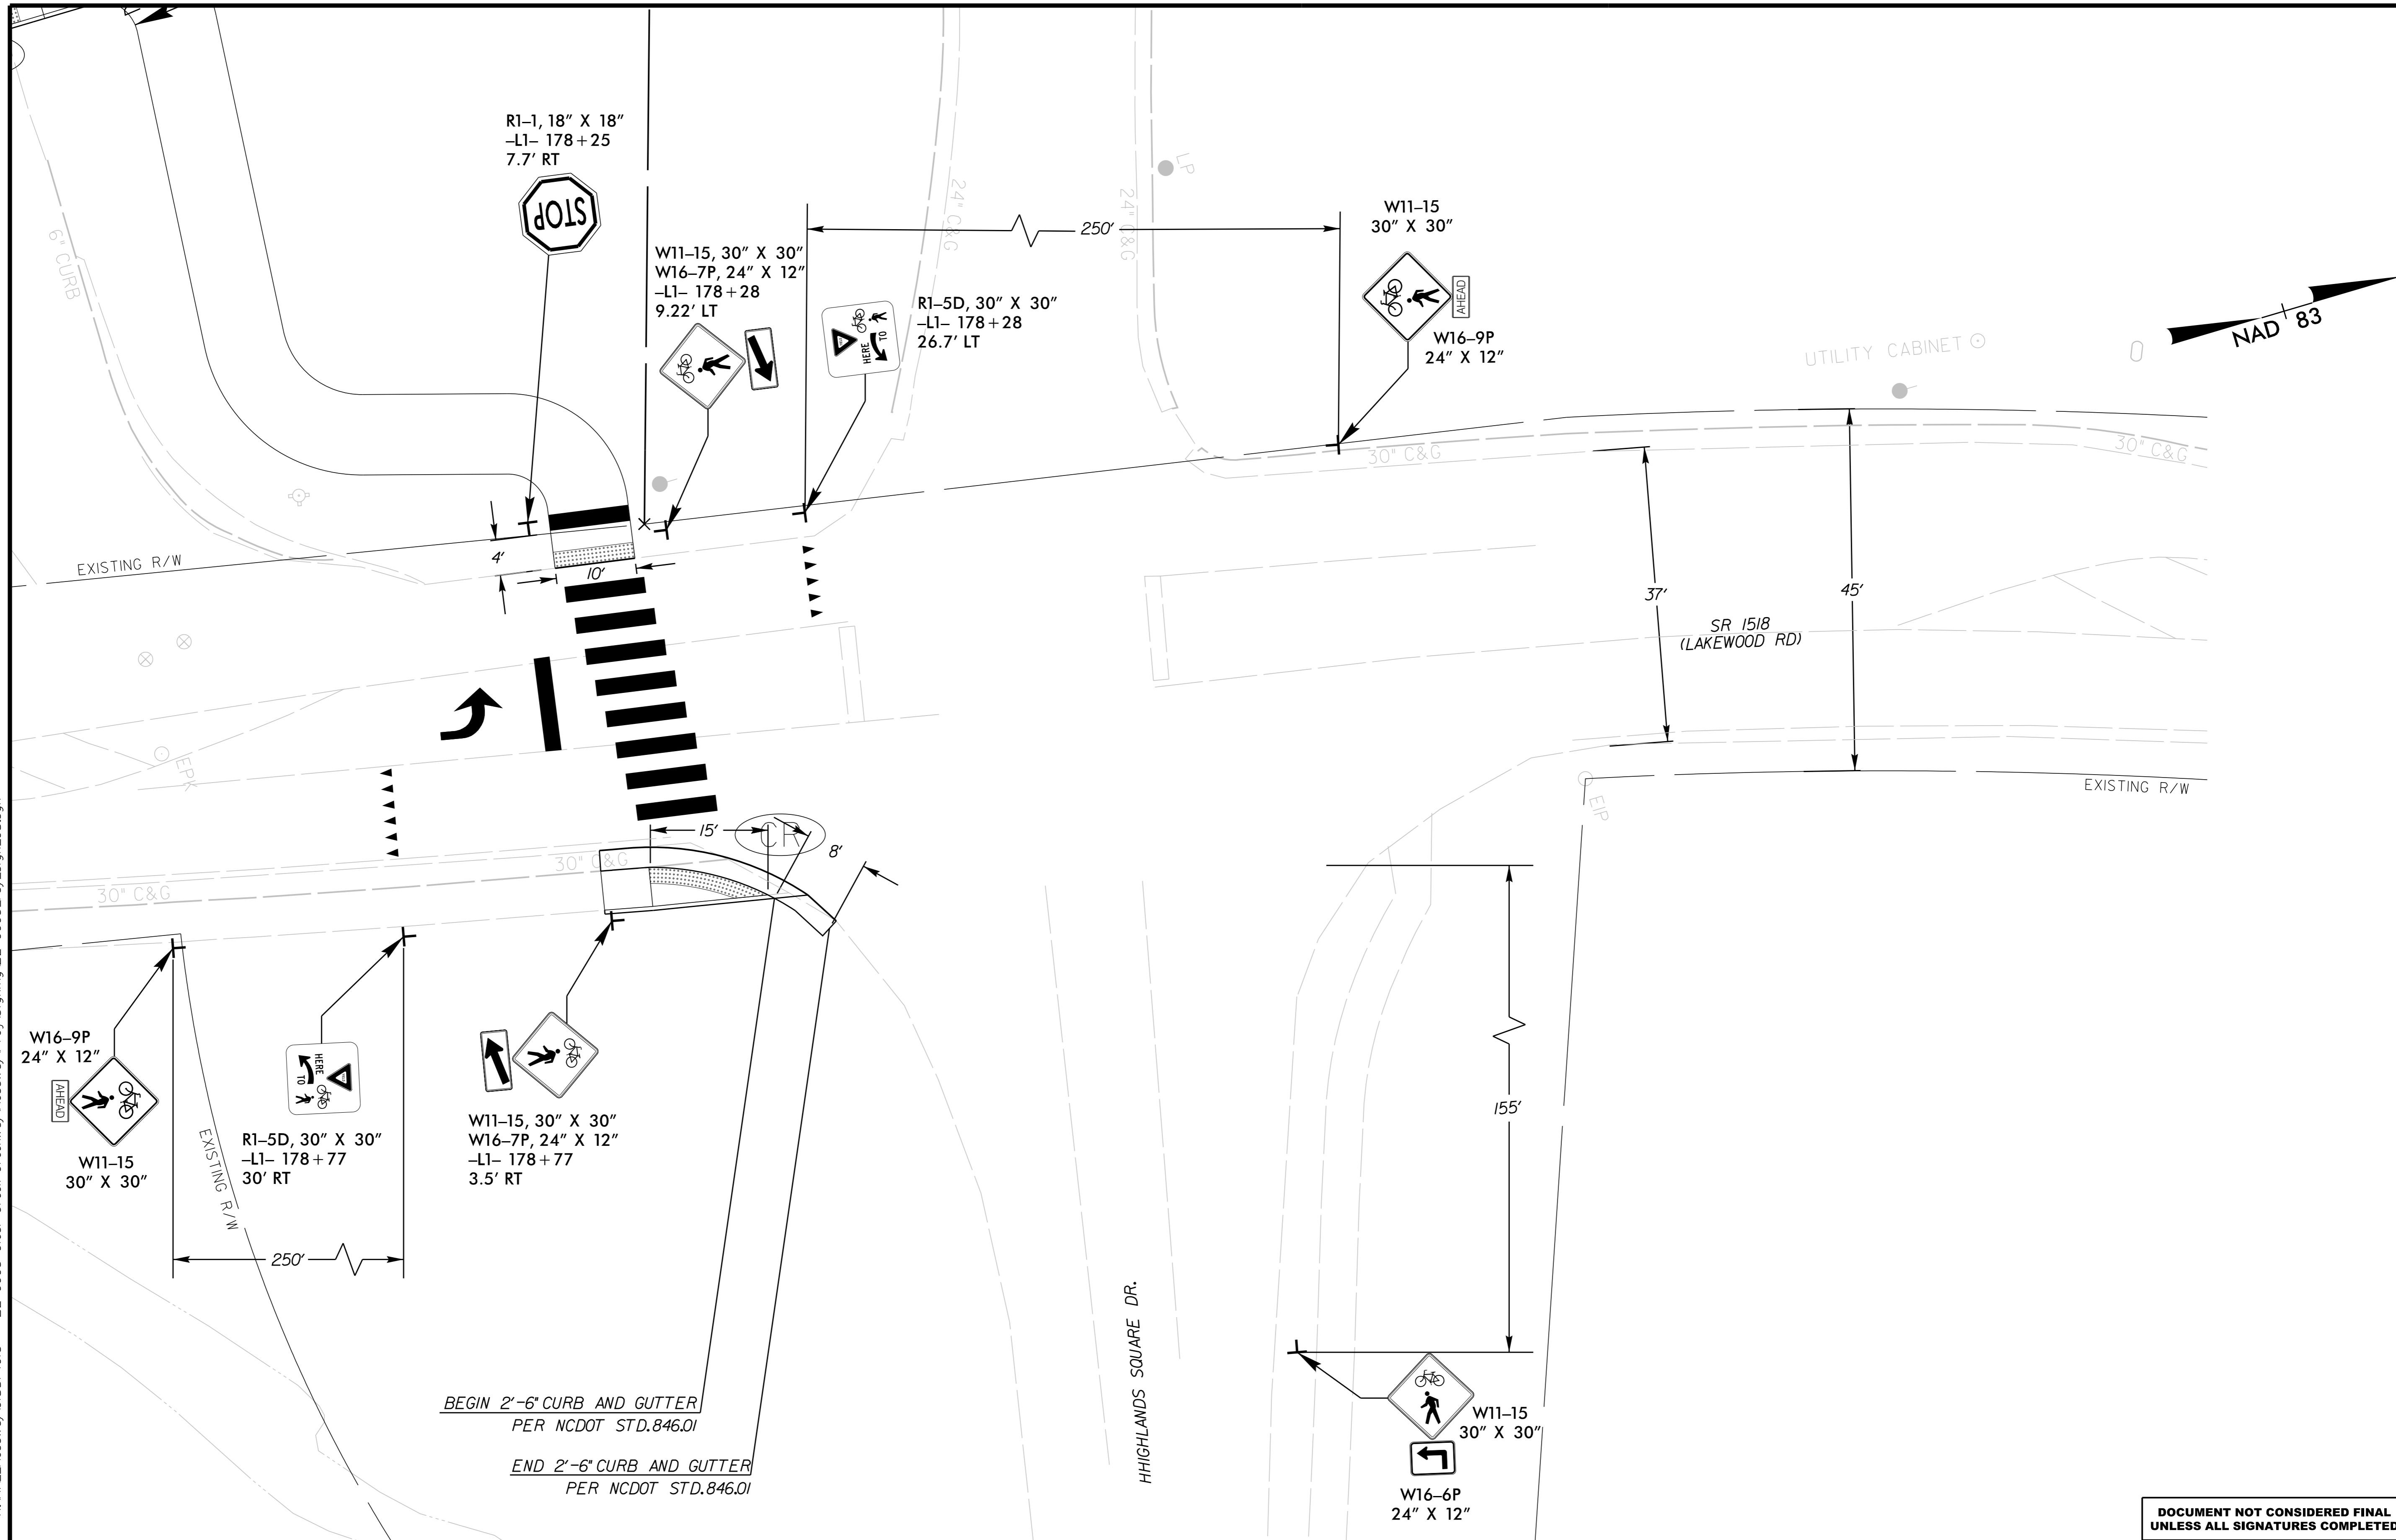 R1–1, 18" X 18"
–L1– 178+25
7.7' RT
STOP
6" CURB
W11–15, 30" X 30"
W16–7P, 24" X 12"
–L1– 178+28
9.22' LT
24" C&G
24" C&G
LP
250'
R1–5D, 30" X 30"
–L1– 178+28
26.7' LT
HERE
TO
W11–15
30" X 30"
AHEAD
W16–9P
24" X 12"
UTILITY CABINET
NAD 83
30" C&G
30" C&G
EXISTING R/W
4'
10'
37'
45'
SR 1518
(LAKEWOOD RD)
EPK
EXISTING R/W
EIP
15'
CR
8'
30" C&G
30" C&G
W16–9P
24" X 12"
AHEAD
W11–15
30" X 30"
HERE
TO
R1–5D, 30" X 30"
–L1– 178+77
30' RT
W11–15, 30" X 30"
W16–7P, 24" X 12"
–L1– 178+77
3.5' RT
EXISTING R/W
250'
155'
BEGIN 2'-6" CURB AND GUTTER
PER NCDOT STD.846.01
END 2'-6" CURB AND GUTTER
PER NCDOT STD.846.01
HHIGHLANDS SQUARE DR.
W11–15
30" X 30"
W16–6P
24" X 12"
DOCUMENT NOT CONSIDERED FINAL
UNLESS ALL SIGNATURES COMPLETED